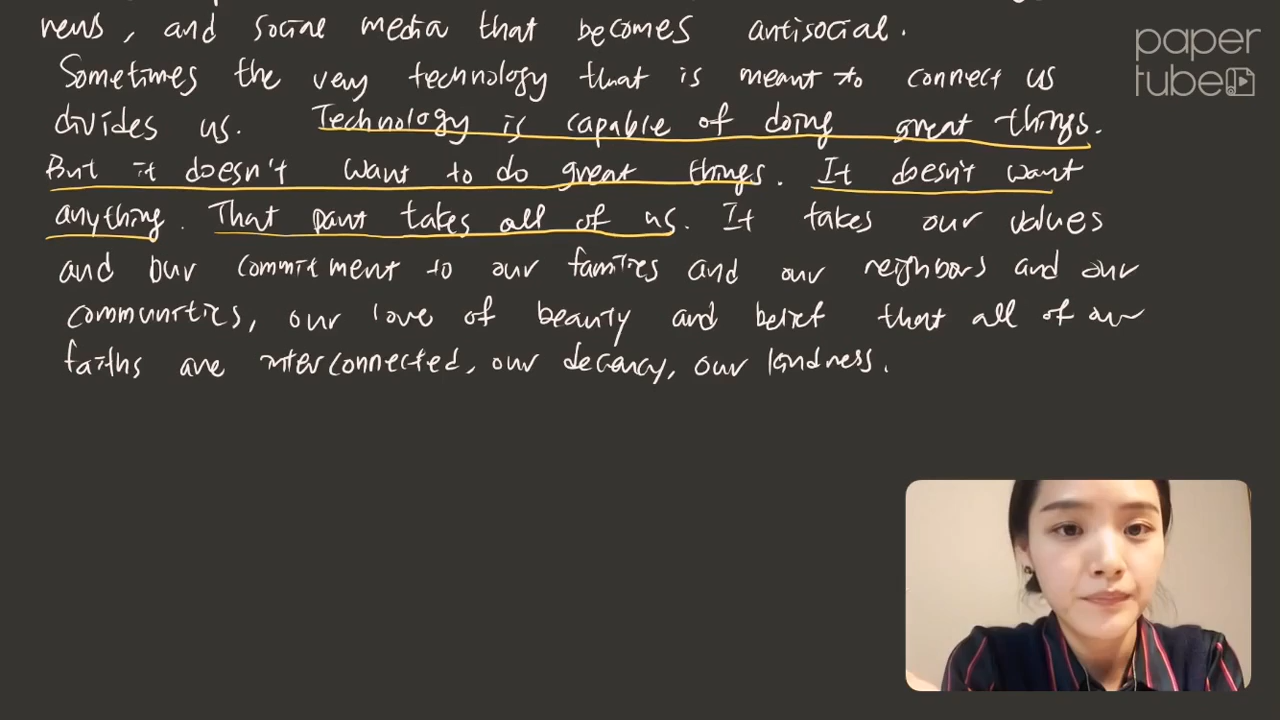 news, and social media that becomes antisocial.
Sometimes the very technology that is meant to connect us
divides us. Technology is capable of doing great things.
But it doesn't want to do great things. It doesn't want
anything. That part takes all of us. It takes our values
and our commitment to our families and our neighbors and our
communities, our love of beauty and belief that all of our
faiths are interconnected, our decency, our kindness.
paper
tube